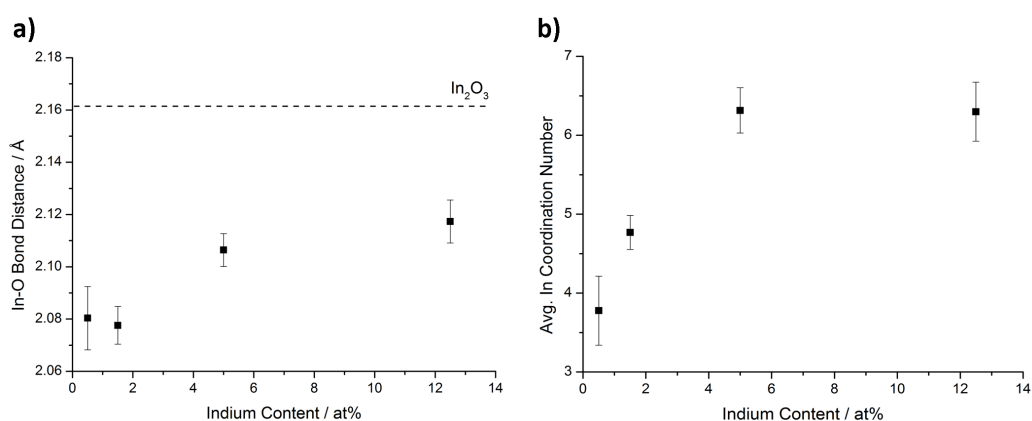 a)
2.18
2.16
2.14
2.12
2.10
2.08
2.06
In₂O₃
In-O Bond Distance / Å
0 2 4 6 8 10 12 14
Indium Content / at%
b)
7
6
5
4
3
Avg. In Coordination Number
0 2 4 6 8 10 12 14
Indium Content / at%